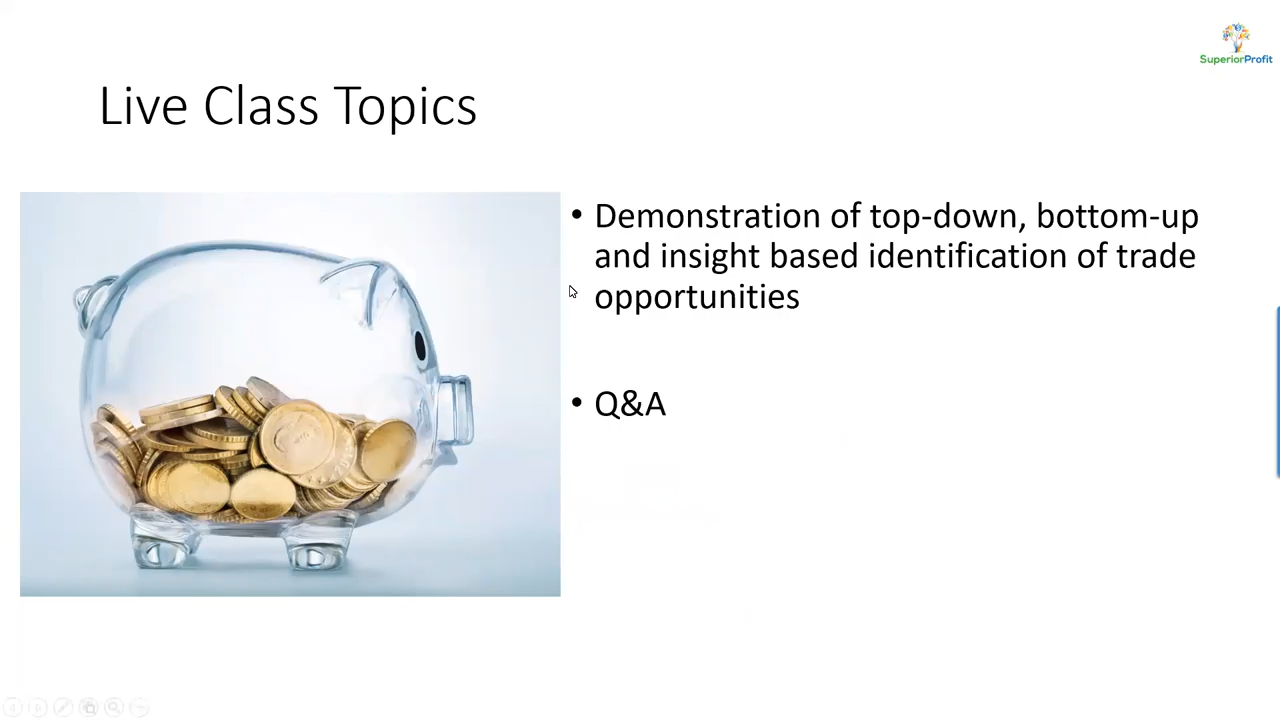 SuperiorProfit
Live Class Topics
• Demonstration of top-down, bottom-up
and insight based identification of trade
opportunities
• Q&A